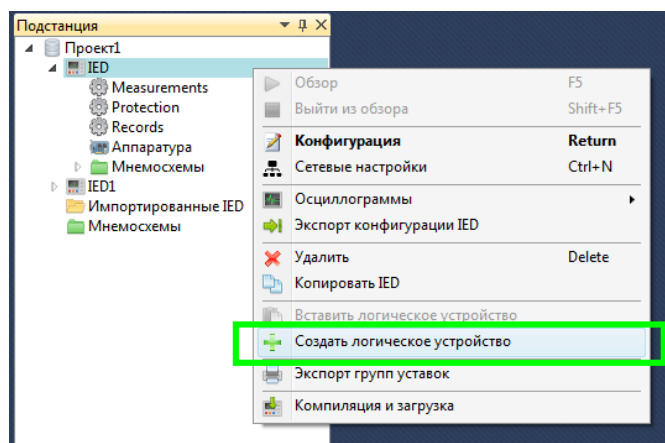 Подстанция
Проект1
IED
Measurements
Protection
Records
Аппаратура
Мнемосхемы
IED1
Импортированные IED
Мнемосхемы
Обзор F5
Выйти из обзора Shift+F5
Конфигурация Return
Сетевые настройки Ctrl+N
Осциллограммы
Экспорт конфигурации IED
Удалить Delete
Копировать IED
Вставить логическое устройство
Создать логическое устройство
Экспорт групп уставок
Компиляция и загрузка